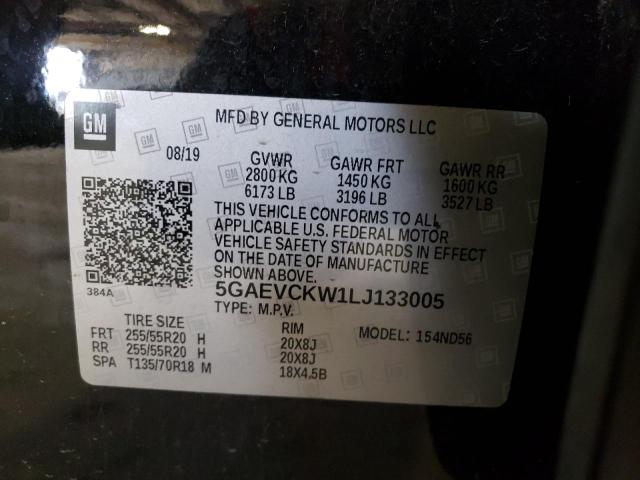 GM
MFD BY GENERAL MOTORS LLC
08/19 GVWR GAWR FRT GAWR RR
2800 KG 1450 KG 1600 KG
6173 LB 3196 LB 3527 LB
THIS VEHICLE CONFORMS TO ALL
APPLICABLE U.S. FEDERAL MOTOR
VEHICLE SAFETY STANDARDS IN EFFECT
ON THE DATE OF MANUFACTURE
SHOWN ABOVE.
384A
5GAEVCKW1LJ133005
TYPE: M.P.V.
TIRE SIZE RIM MODEL: 154ND56
FRT 255/55R20 H 20X8J
RR 255/55R20 H 20X8J
SPA T135/70R18 M 18X4.5B